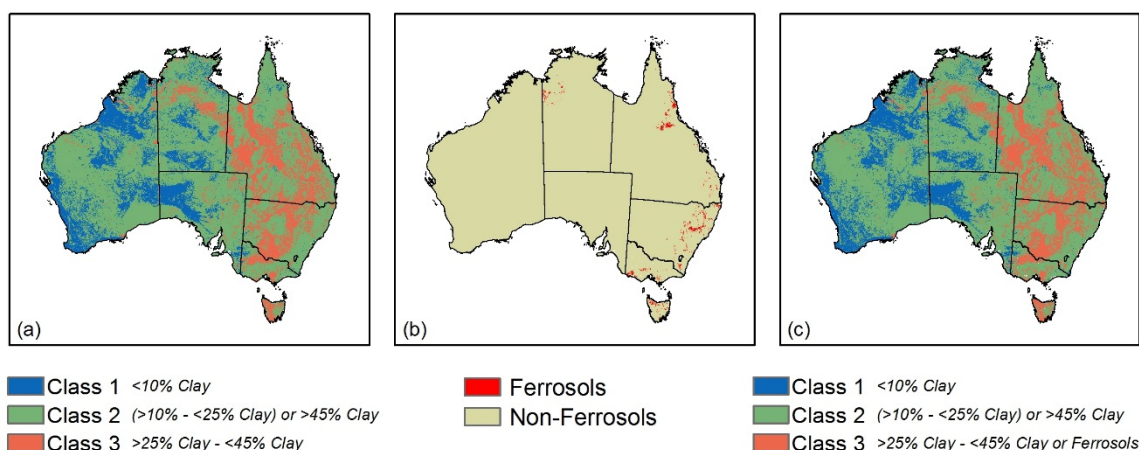 (a)
(b)
(c)
Class 1 <10% Clay
Class 2 (>10% - <25% Clay) or >45% Clay
Class 3 >25% Clay - <45% Clay
Ferrosols
Non-Ferrosols
Class 1 <10% Clay
Class 2 (>10% - <25% Clay) or >45% Clay
Class 3 >25% Clay - <45% Clay or Ferrosols